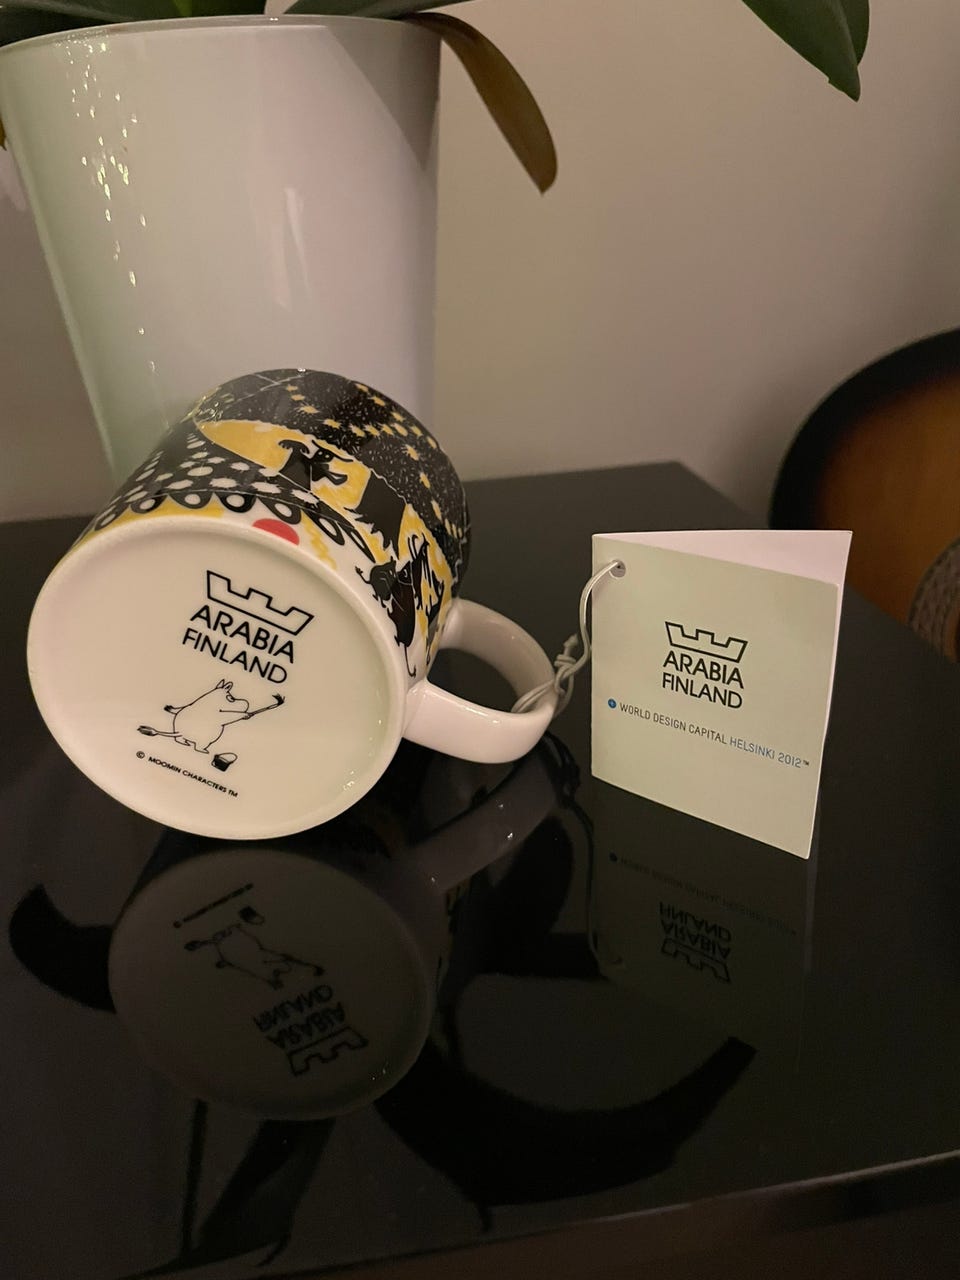 ARABIA
FINLAND
© MOOMIN CHARACTERS™
ARABIA
FINLAND
WORLD DESIGN CAPITAL HELSINKI 2012™